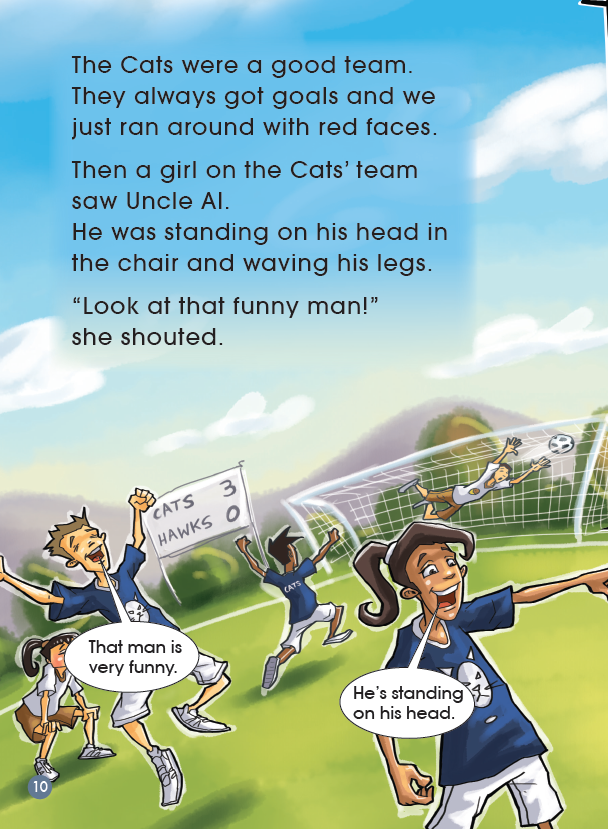 The Cats were a good team.
They always got goals and we
just ran around with red faces.
Then a girl on the Cats’ team
saw Uncle Al.
He was standing on his head in
the chair and waving his legs.
“Look at that funny man!”
she shouted.
CATS 3
HAWKS 0
CATS
That man is
very funny.
He’s standing
on his head.
10